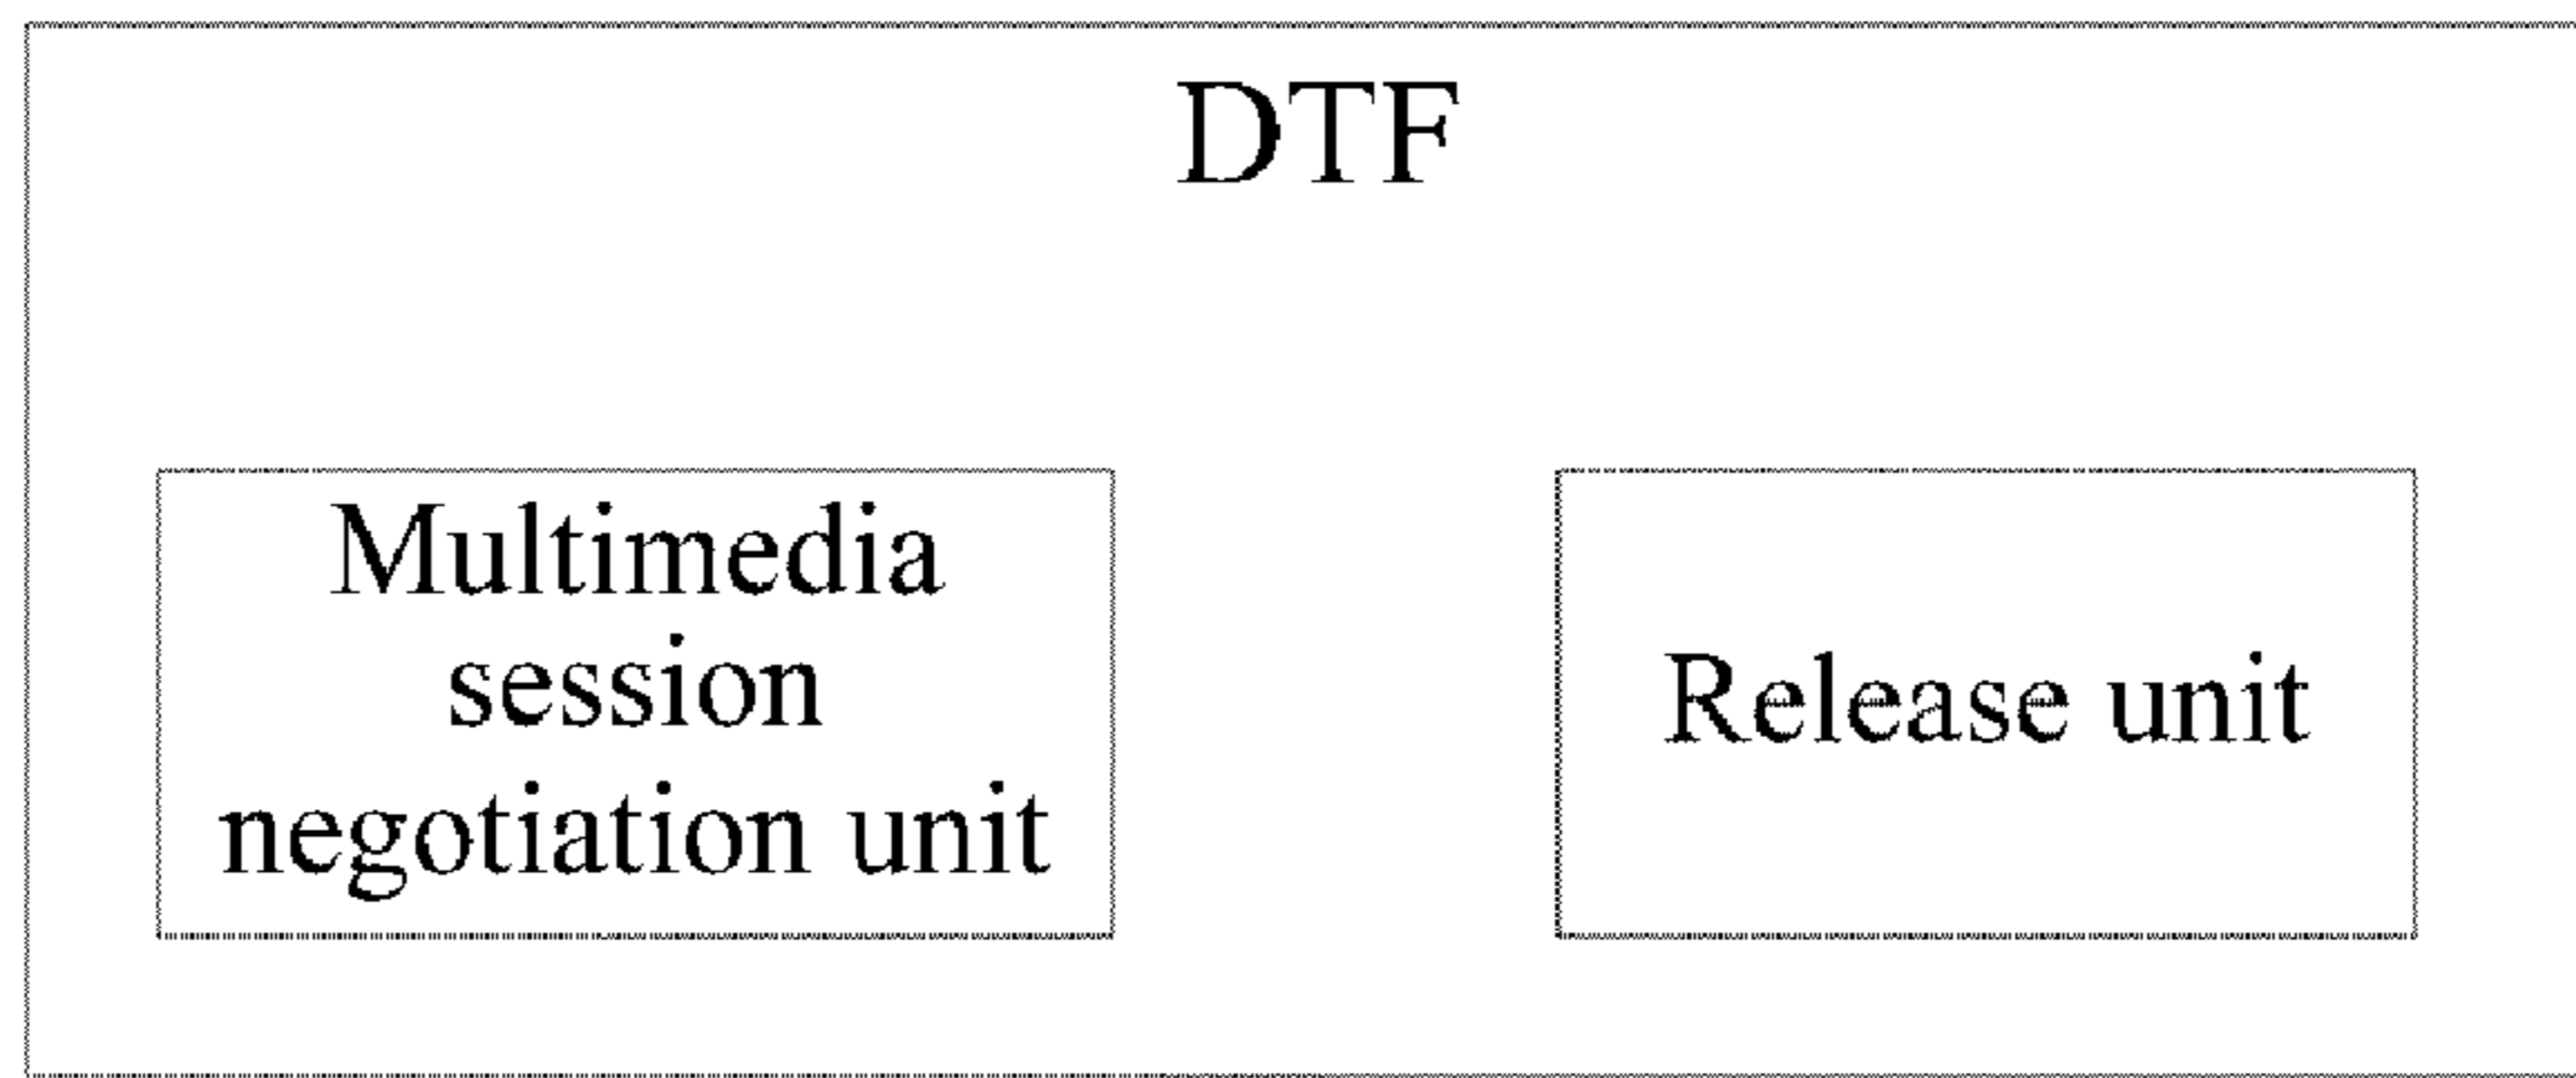 DTF
Multimedia
session
negotiation unit
Release unit